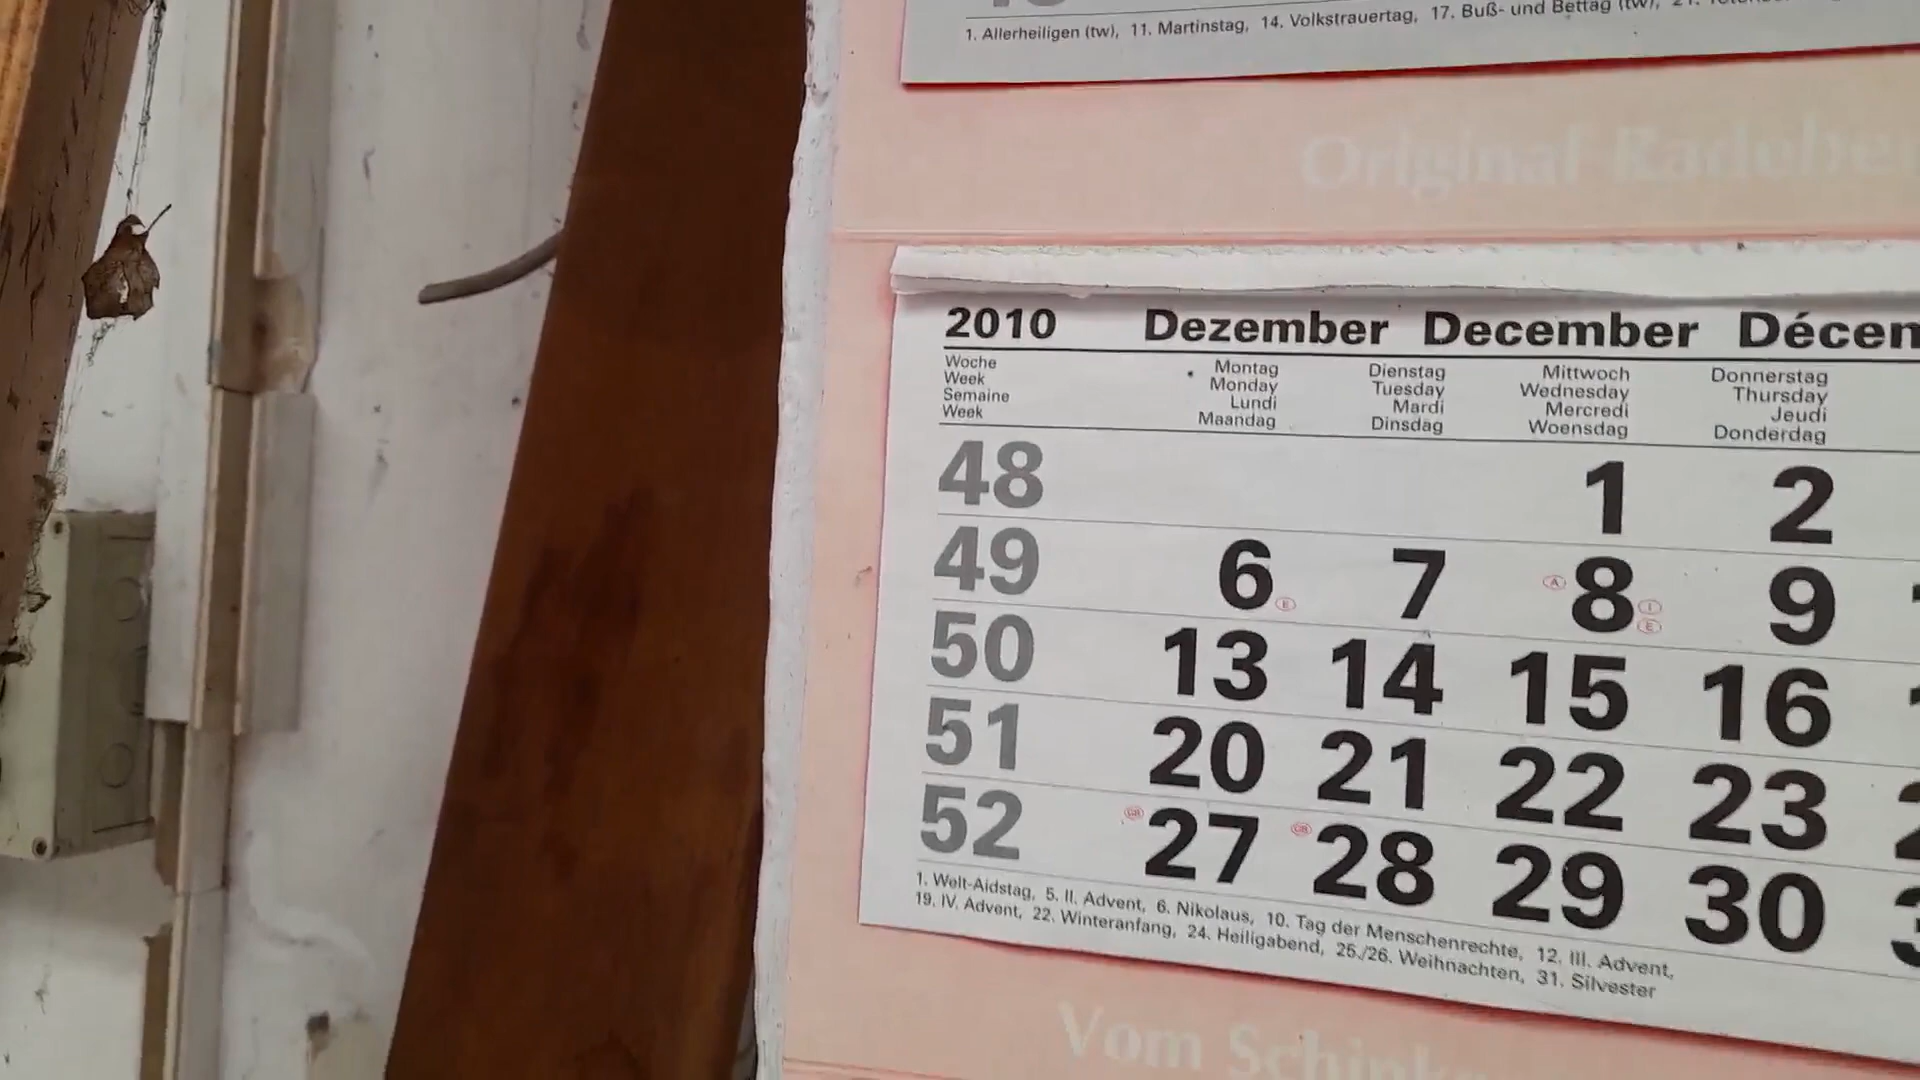 1. Allerheiligen (tw), 11. Martinstag, 14. Volkstrauertag, 17. Buß- und Bettag (tw),
Original
2010 Dezember December Décem
Woche Montag Dienstag Mittwoch Donnerstag
Week Monday Tuesday Wednesday Thursday
Semaine Lundi Mardi Mercredi Jeudi
Week Maandag Dinsdag Woensdag Donderdag
48 1 2
49 6 E 7 A 8 I E 9
50 13 14 15 16
51 20 21 22 23
52 GB 27 GB 28 29 30
1. Welt-Aidstag, 5. II. Advent, 6. Nikolaus, 10. Tag der Menschenrechte, 12. III. Advent,
19. IV. Advent, 22. Winteranfang, 24. Heiligabend, 25./26. Weihnachten, 31. Silvester
Vom